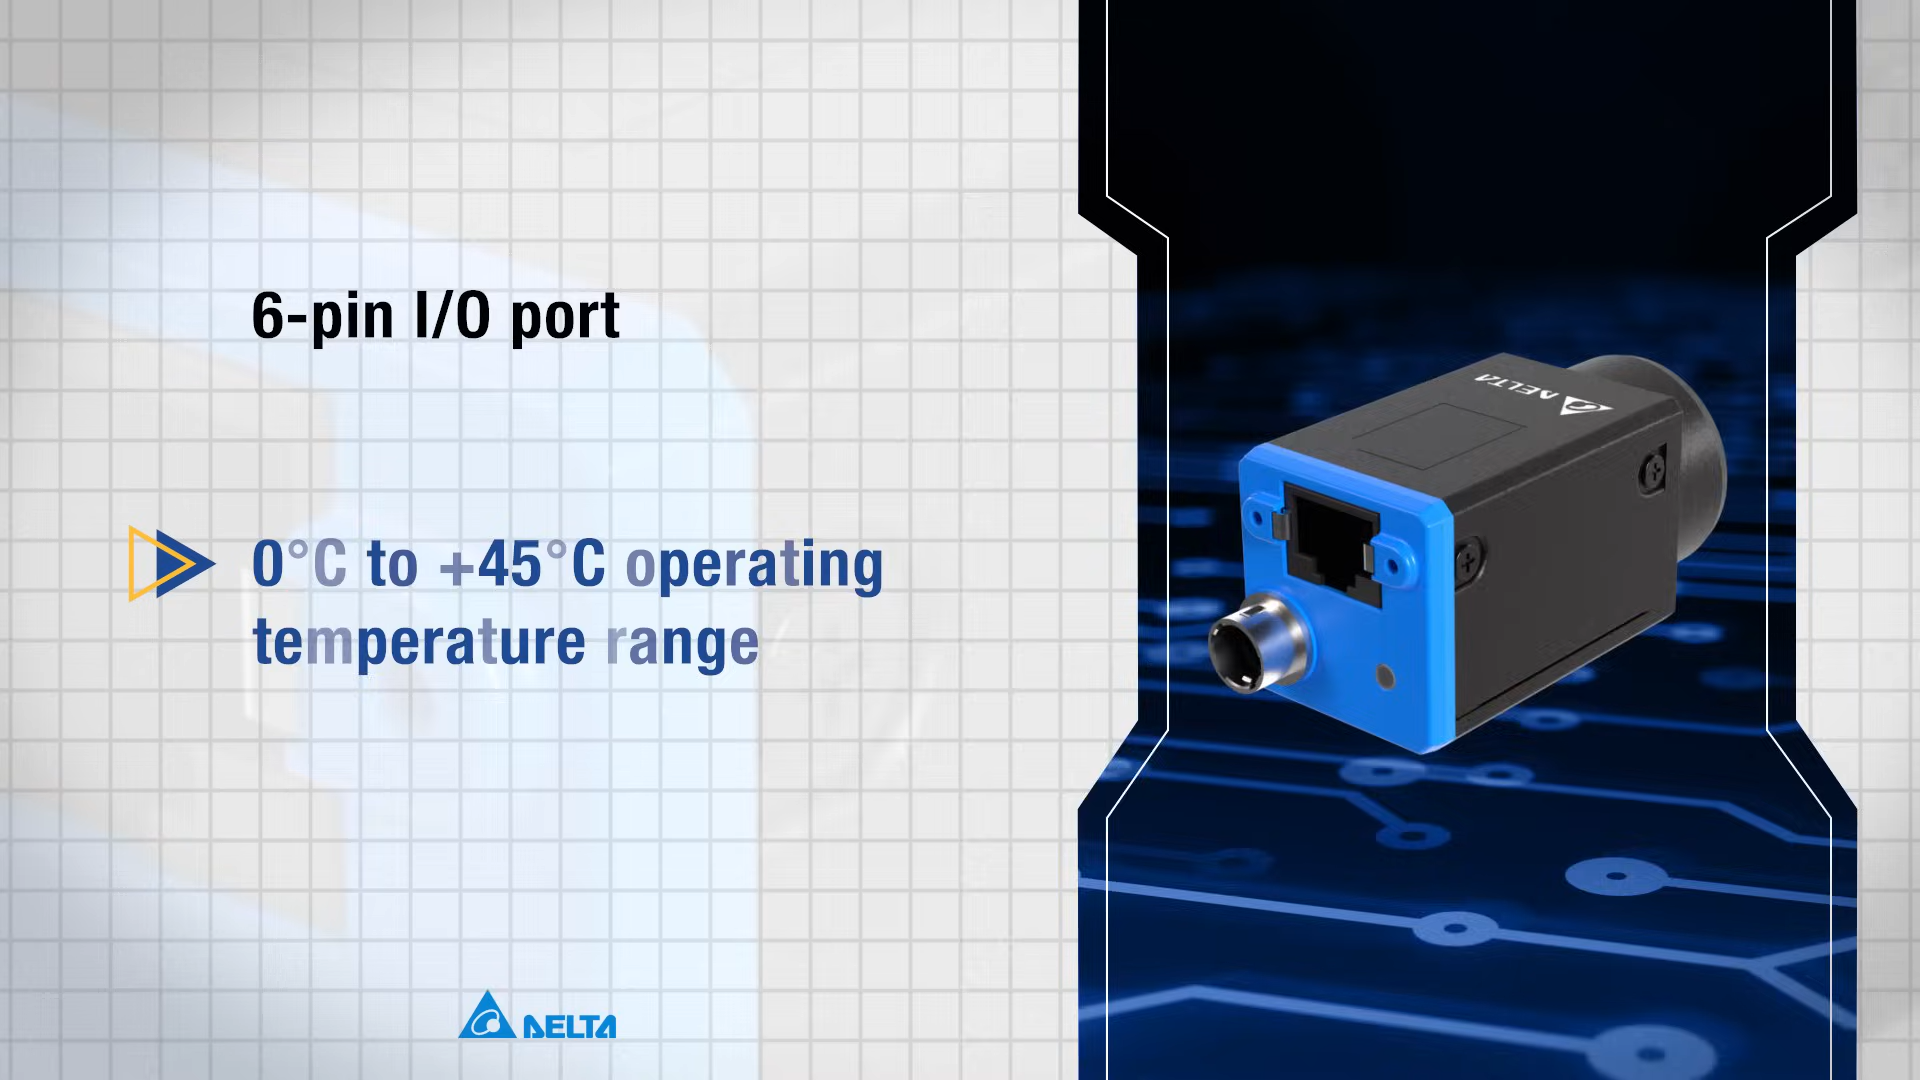 6-pin I/O port
0°C to +45°C operating
temperature range
DELTA
DELTA